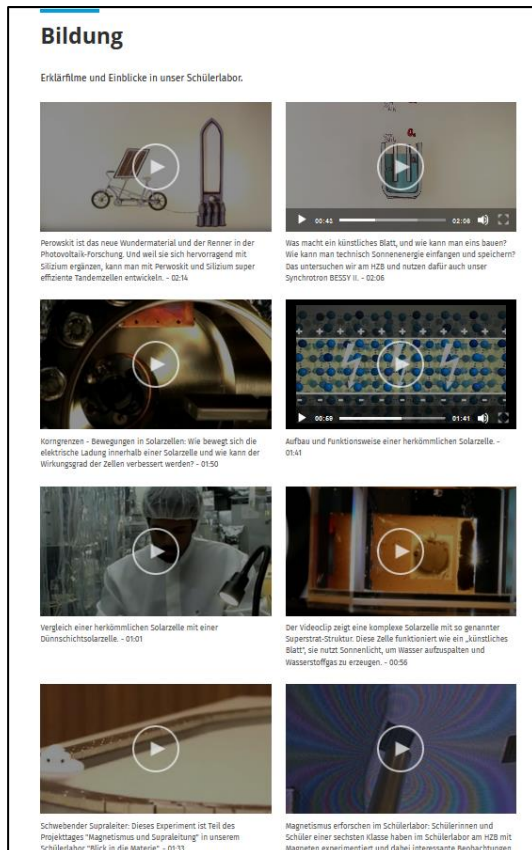 Bildung
Erklärfilme und Einblicke in unser Schülerlabor.
Perowskit ist das neue Wundermaterial und der Renner in der
Photovoltaik-Forschung. Und weil sie sich hervorragend mit
Silizium ergänzen, kann man mit Perwoskit und Silizium super
effiziente Tandemzellen entwickeln. - 02:14
00:41
02:06
Was macht ein künstliches Blatt, und wie kann man eins bauen?
Wie kann man technisch Sonnenenergie einfangen und speichern?
Das untersuchen wir am HZB und nutzen dafür auch unser
Synchrotron BESSY II. - 02:06
Korngrenzen - Bewegungen in Solarzellen: Wie bewegt sich die
elektrische Ladung innerhalb einer Solarzelle und wie kann der
Wirkungsgrad der Zellen verbessert werden? - 01:50
00:59
01:41
Aufbau und Funktionsweise einer herkömmlichen Solarzelle. -
01:41
Vergleich einer herkömmlichen Solarzelle mit einer
Dünnschichtsolarzelle. - 01:01
Der Videoclip zeigt eine komplexe Solarzelle mit so genannter
Superstrat-Struktur. Diese Zelle funktioniert wie ein „künstliches
Blatt", sie nutzt Sonnenlicht, um Wasser aufzuspalten und
Wasserstoffgas zu erzeugen. - 00:56
Schwebender Supraleiter: Dieses Experiment ist Teil des
Projekttages "Magnetismus und Supraleitung" in unserem
Schülerlabor "Blick in die Materie". - 01:33
Magnetismus erforschen im Schülerlabor: Schülerinnen und
Schüler einer sechsten Klasse haben im Schülerlabor am HZB mit
Magneten experimentiert und dabei interessante Beobachtungen